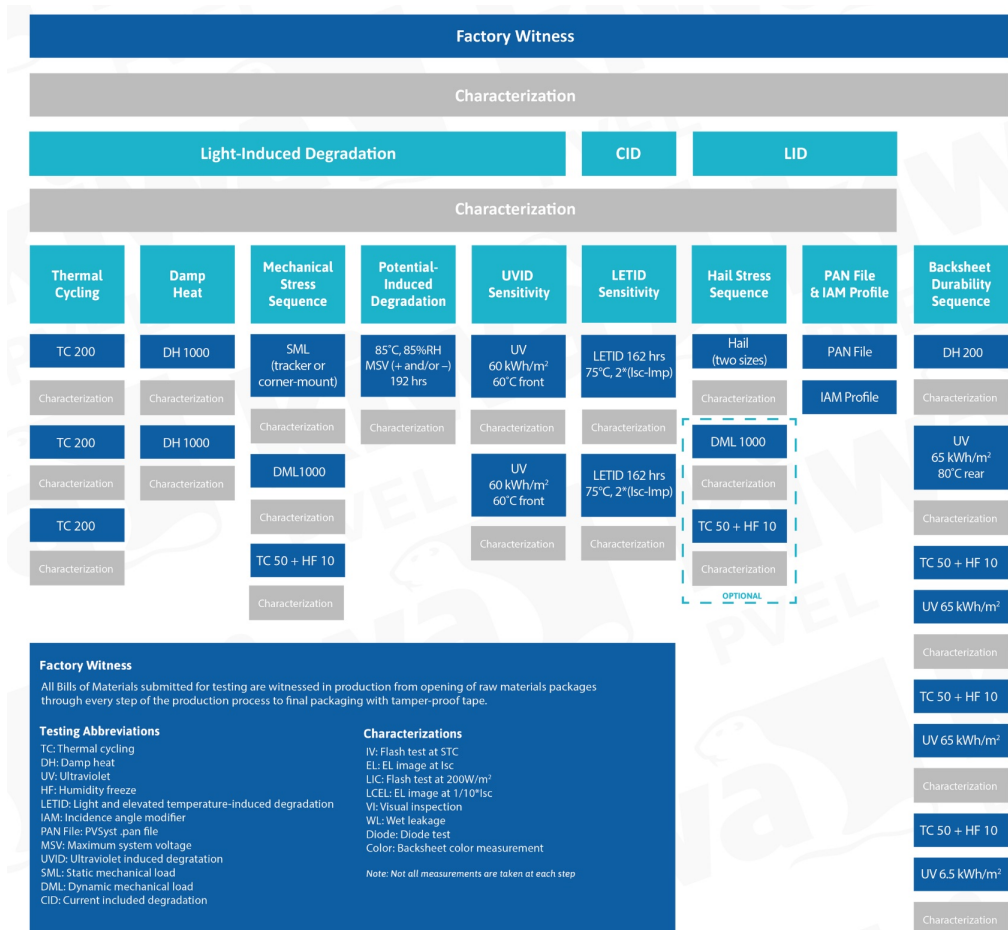 Factory Witness
Characterization
Light-Induced Degradation
CID
LID
Characterization
Thermal
Cycling
TC 200
Characterization
TC 200
Characterization
TC 200
Characterization
Damp
Heat
DH 1000
Characterization
DH 1000
Characterization
Mechanical
Stress
Sequence
SML
(tracker or
corner-mount)
Characterization
DML1000
Characterization
TC 50 + HF 10
Characterization
Potential-
Induced
Degradation
85°C, 85%RH
MSV (+ and/or –)
192 hrs
Characterization
UVID
Sensitivity
UV
60 kWh/m²
60°C front
Characterization
UV
60 kWh/m²
60°C front
Characterization
LETID
Sensitivity
LETID 162 hrs
75°C, 2*(Isc-Imp)
Characterization
LETID 162 hrs
75°C, 2*(Isc-Imp)
Characterization
Hail Stress
Sequence
Hail
(two sizes)
Characterization
DML 1000
Characterization
TC 50 + HF 10
Characterization
OPTIONAL
PAN File
& IAM Profile
PAN File
IAM Profile
Backsheet
Durability
Sequence
DH 200
Characterization
UV
65 kWh/m²
80°C rear
Characterization
TC 50 + HF 10
UV 65 kWh/m²
Characterization
TC 50 + HF 10
UV 65 kWh/m²
Characterization
TC 50 + HF 10
UV 6.5 kWh/m²
Characterization
Factory Witness
All Bills of Materials submitted for testing are witnessed in production from opening of raw materials packages
through every step of the production process to final packaging with tamper-proof tape.
Testing Abbreviations
TC: Thermal cycling
DH: Damp heat
UV: Ultraviolet
HF: Humidity freeze
LETID: Light and elevated temperature-induced degradation
IAM: Incidence angle modifier
PAN File: PVSyst .pan file
MSV: Maximum system voltage
UVID: Ultraviolet induced degratation
SML: Static mechanical load
DML: Dynamic mechanical load
CID: Current included degradation
Characterizations
IV: Flash test at STC
EL: EL image at Isc
LIC: Flash test at 200W/m²
LCEL: EL image at 1/10*Isc
VI: Visual inspection
WL: Wet leakage
Diode: Diode test
Color: Backsheet color measurement
Note: Not all measurements are taken at each step
PVEL
PVEL
PVEL